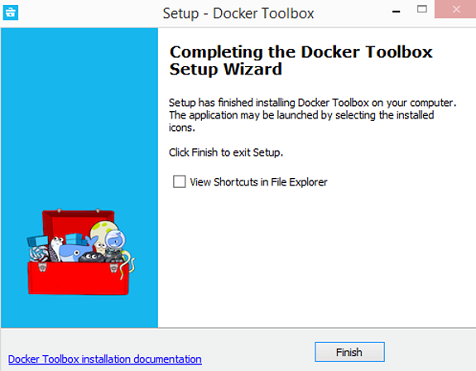 Setup - Docker Toolbox
Completing the Docker Toolbox
Setup Wizard
Setup has finished installing Docker Toolbox on your computer.
The application may be launched by selecting the installed
icons.
Click Finish to exit Setup.
View Shortcuts in File Explorer
Docker Toolbox installation documentation
Finish